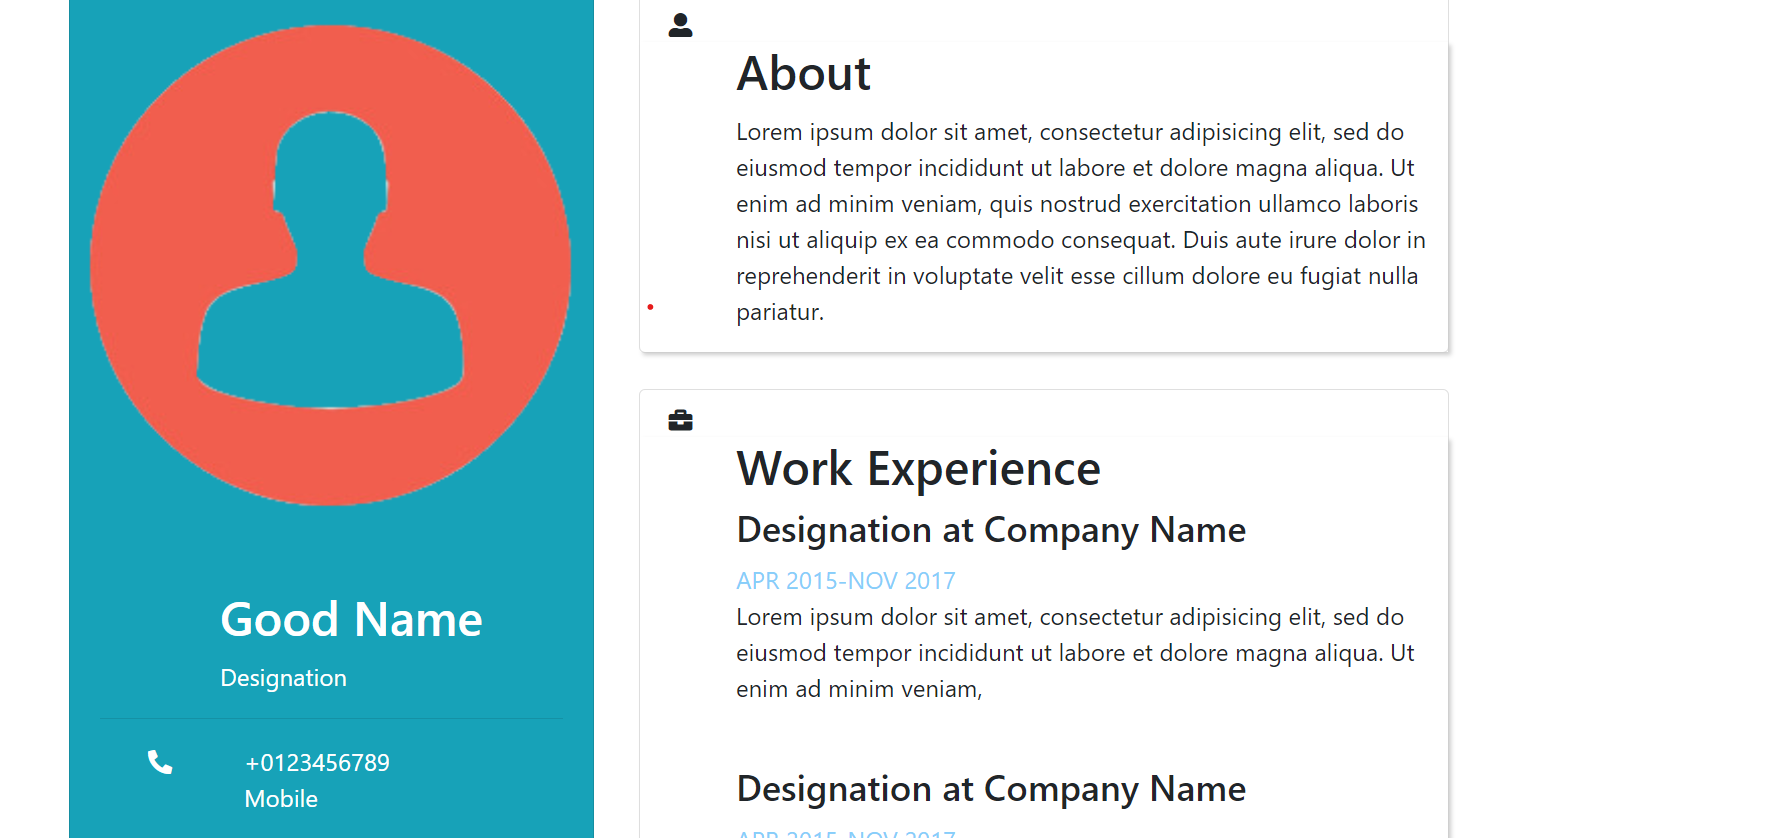 Good Name
Designation
+0123456789
Mobile
About
Lorem ipsum dolor sit amet, consectetur adipisicing elit, sed do
eiusmod tempor incididunt ut labore et dolore magna aliqua. Ut
enim ad minim veniam, quis nostrud exercitation ullamco laboris
nisi ut aliquip ex ea commodo consequat. Duis aute irure dolor in
reprehenderit in voluptate velit esse cillum dolore eu fugiat nulla
pariatur.
Work Experience
Designation at Company Name
APR 2015-NOV 2017
Lorem ipsum dolor sit amet, consectetur adipisicing elit, sed do
eiusmod tempor incididunt ut labore et dolore magna aliqua. Ut
enim ad minim veniam,
Designation at Company Name
APR 2015-NOV 2017